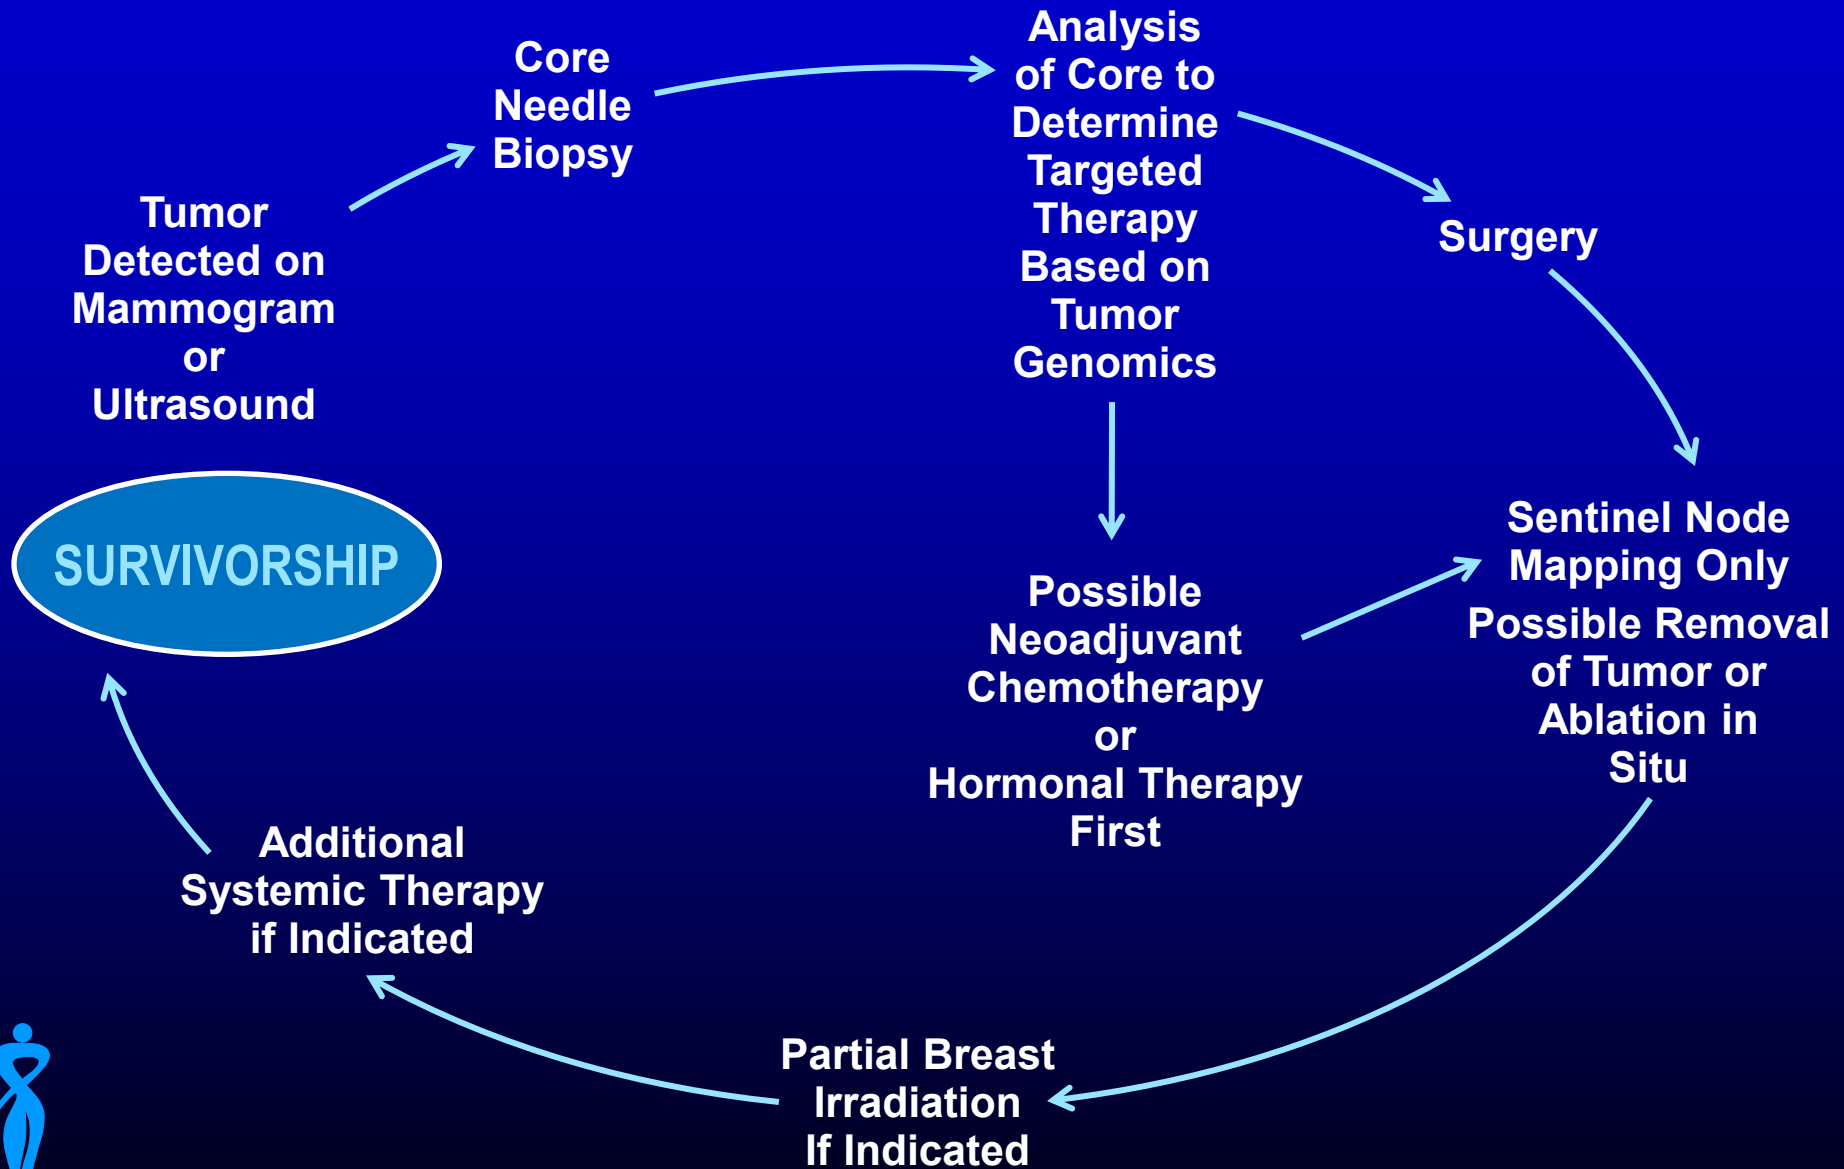 Tumor
Detected on
Mammogram
or
Ultrasound
Core
Needle
Biopsy
Analysis
of Core to
Determine
Targeted
Therapy
Based on
Tumor
Genomics
Surgery
Possible
Neoadjuvant
Chemotherapy
or
Hormonal Therapy
First
Sentinel Node
Mapping Only
Possible Removal
of Tumor or
Ablation in
Situ
Partial Breast
Irradiation
If Indicated
Additional
Systemic Therapy
if Indicated
SURVIVORSHIP